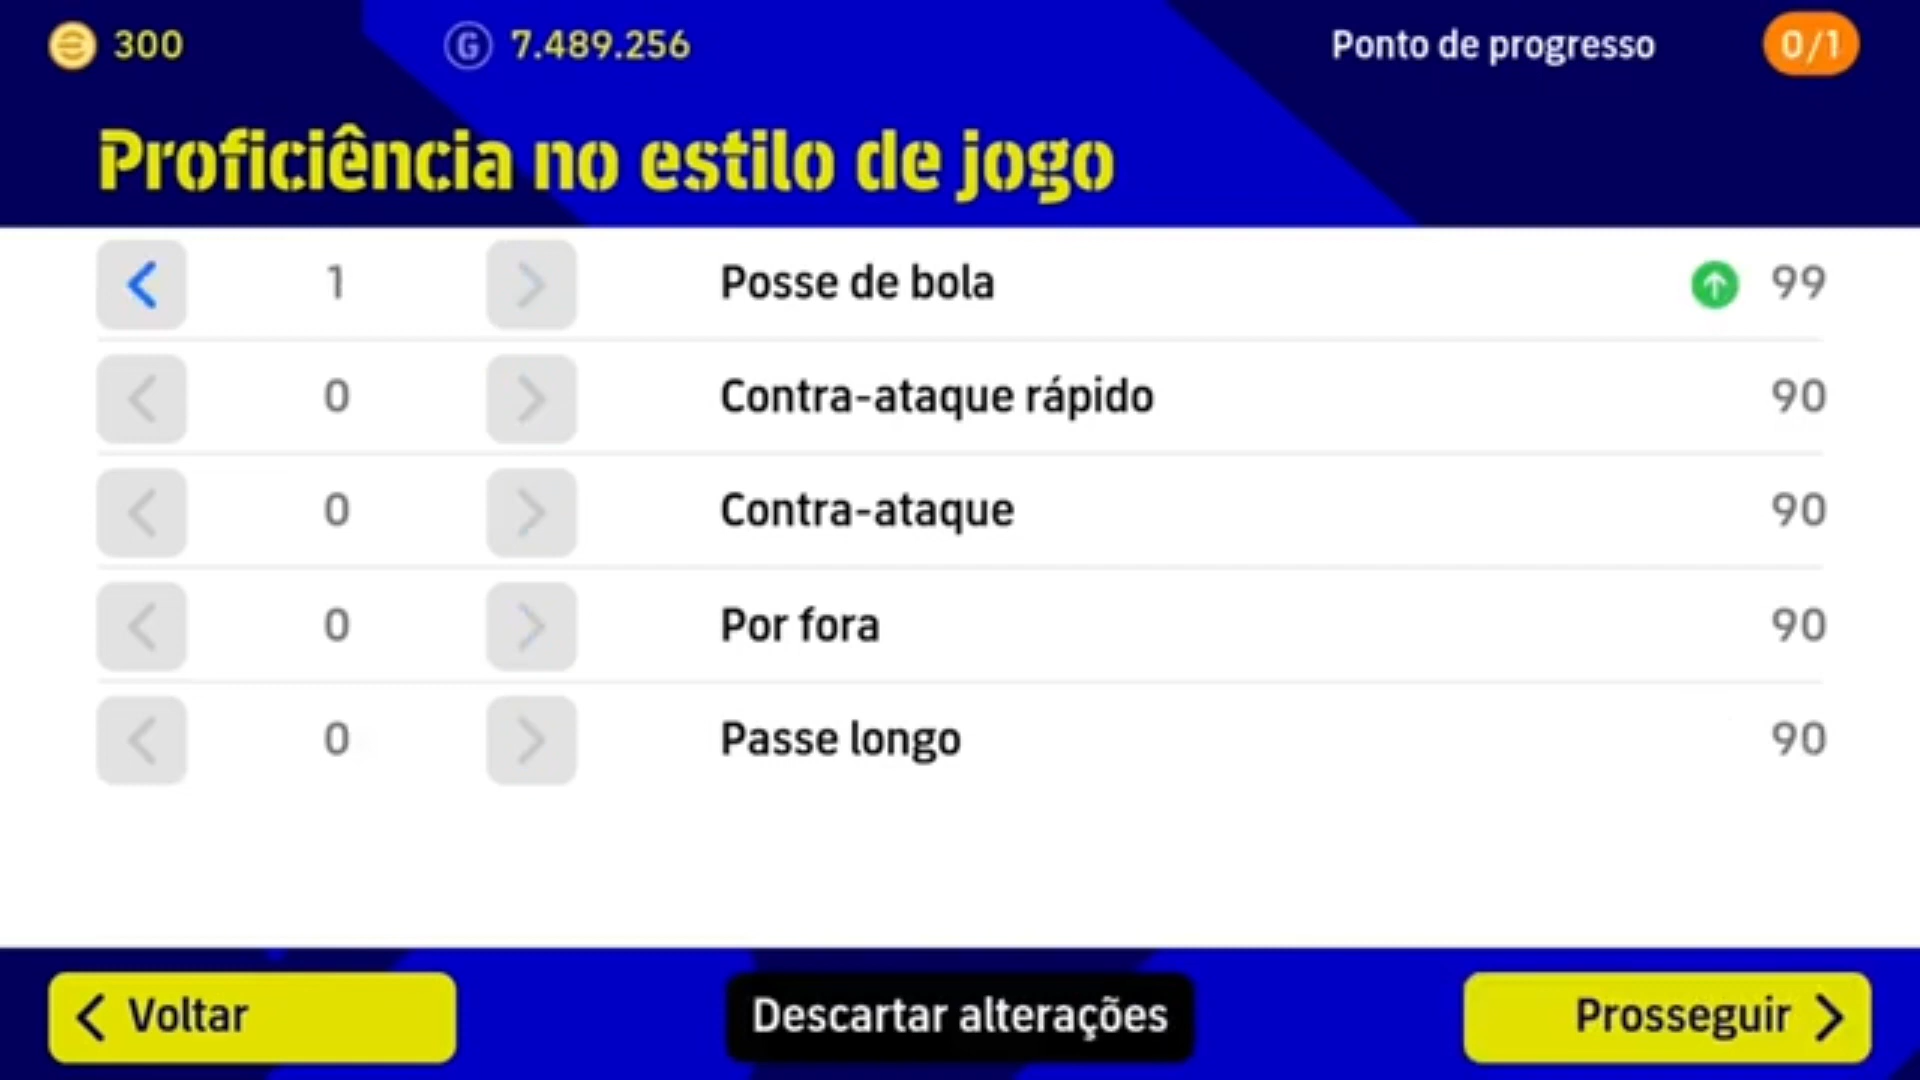 300
G 7.489.256
Ponto de progresso 0/1
Proficiência no estilo de jogo
1 Posse de bola 99
0 Contra-ataque rápido 90
0 Contra-ataque 90
0 Por fora 90
0 Passe longo 90
Voltar
Descartar alterações
Prosseguir